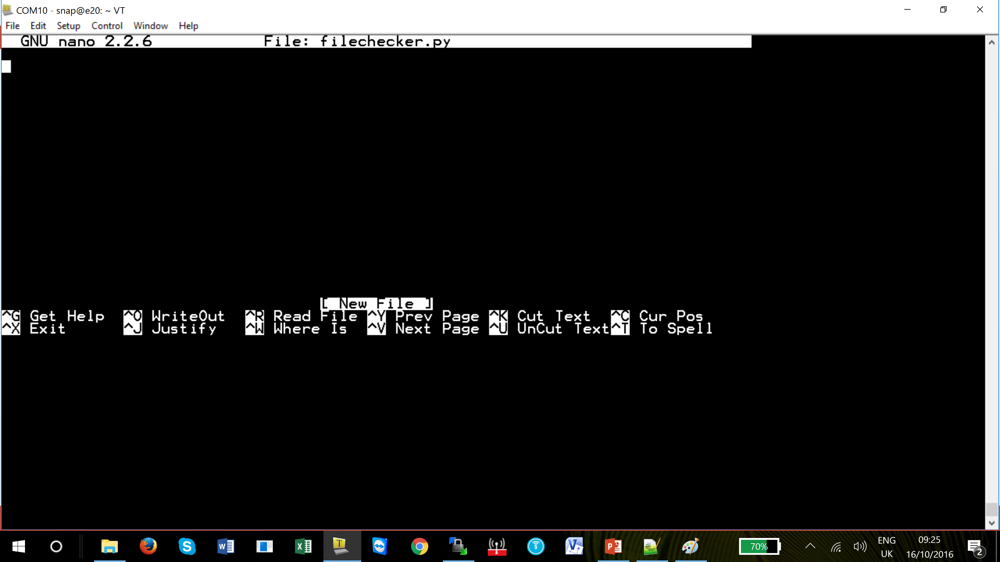 COM10 - snap@e20: ~ VT
File Edit Setup Control Window Help
GNU nano 2.2.6 File: filechecker.py
[ New File ]
^G Get Help ^O WriteOut ^R Read File ^Y Prev Page ^K Cut Text ^C Cur Pos
^X Exit ^J Justify ^W Where Is ^V Next Page ^U UnCut Text ^T To Spell
70%
ENG
UK
09:25
16/10/2016
2